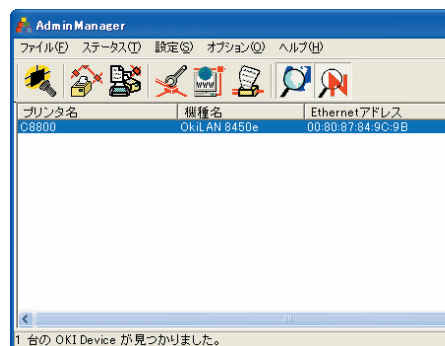 AdminManager
ファイル(F) ステータス(T) 設定(S) オプション(O) ヘルプ(H)
WWW
プリンタ名 機種名 Ethernetアドレス
C8800 OkiLAN 8450e 00:80:87:84:9C:9B
1 台の OKI Device が見つかりました。